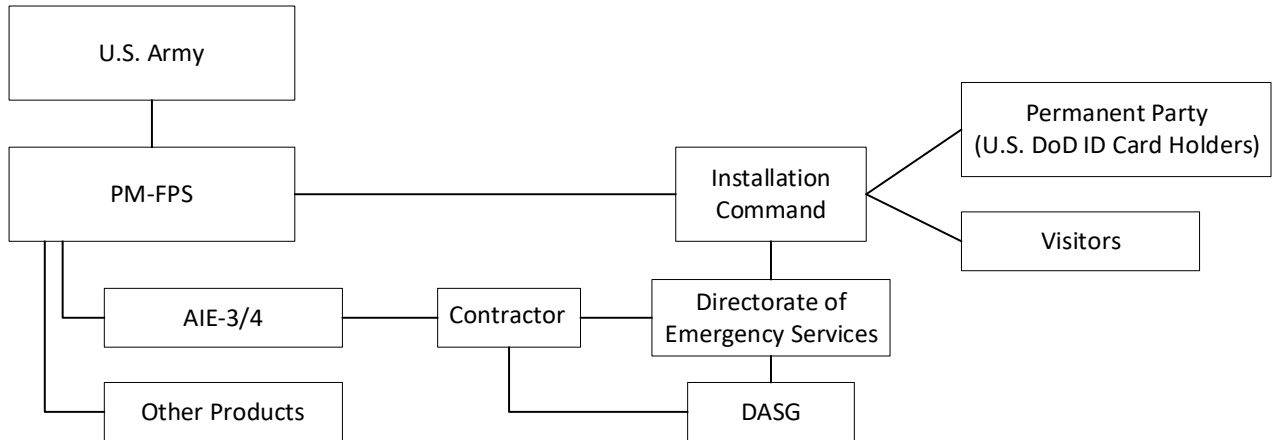 U.S. Army
PM-FPS
Installation
Command
Permanent Party
(U.S. DoD ID Card Holders)
Visitors
AIE-3/4
Contractor
Directorate of
Emergency Services
Other Products
DASG